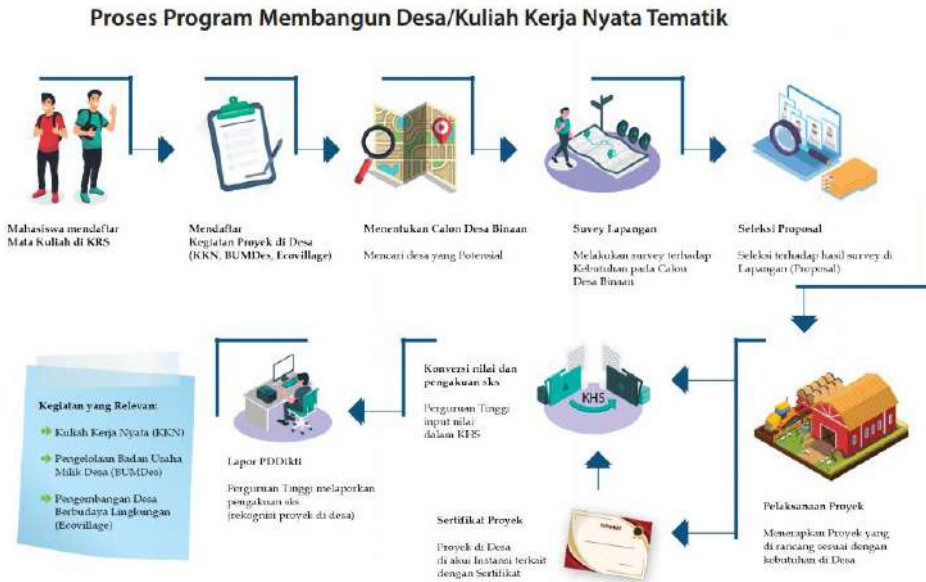 Proses Program Membangun Desa/Kuliah Kerja Nyata Tematik
Mahasiswa mendaftar
Mata Kuliah di KRS
Mendaftar
Kegiatan Proyek di Desa
(KKN, BUMDes, Ecovillage)
Menentukan Calon Desa Binaan
Mencari desa yang Potensial
Suvey Lapangan
Melakukan survey terhadap
Kebutuhan pada Calon
Desa Binaan
Seleksi Proposal
Seleksi terhadap hasil survey di
Lapangan (Proposal)
Kegiatan yang Relevan:
Kuliah Kerja Nyata (KKN)
Pengelolaan Badan Usaha
Milik Desa (BUMDes)
Pengembangan Desa
Berbudaya Lingkungan
(Ecovillage)
Lapor PDDikti
Perguruan Tinggi melaporkan
pengakuan sks
(rekognisi proyek di desa)
Konversi nilai dan
pengakuan sks
Perguruan Tinggi
input nilai
dalam KHS
KHS
Sertifikat Proyek
Proyek di Desa
di akui Instansi terkait
dengan Sertifikat
Pelaksanaan Proyek
Menerapkan Proyek yang
di rancang sesuai dengan
kebutuhan di Desa